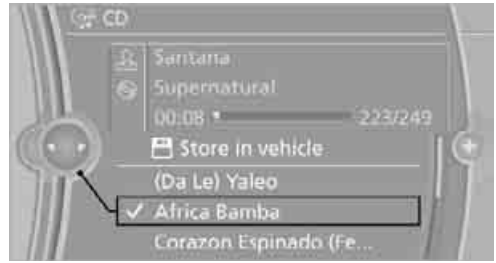 CD
Santana
Supernatural
00:08 223/249
Store in vehicle
(Da Le) Yaleo
Africa Bamba
Corazon Espinado (Fe...